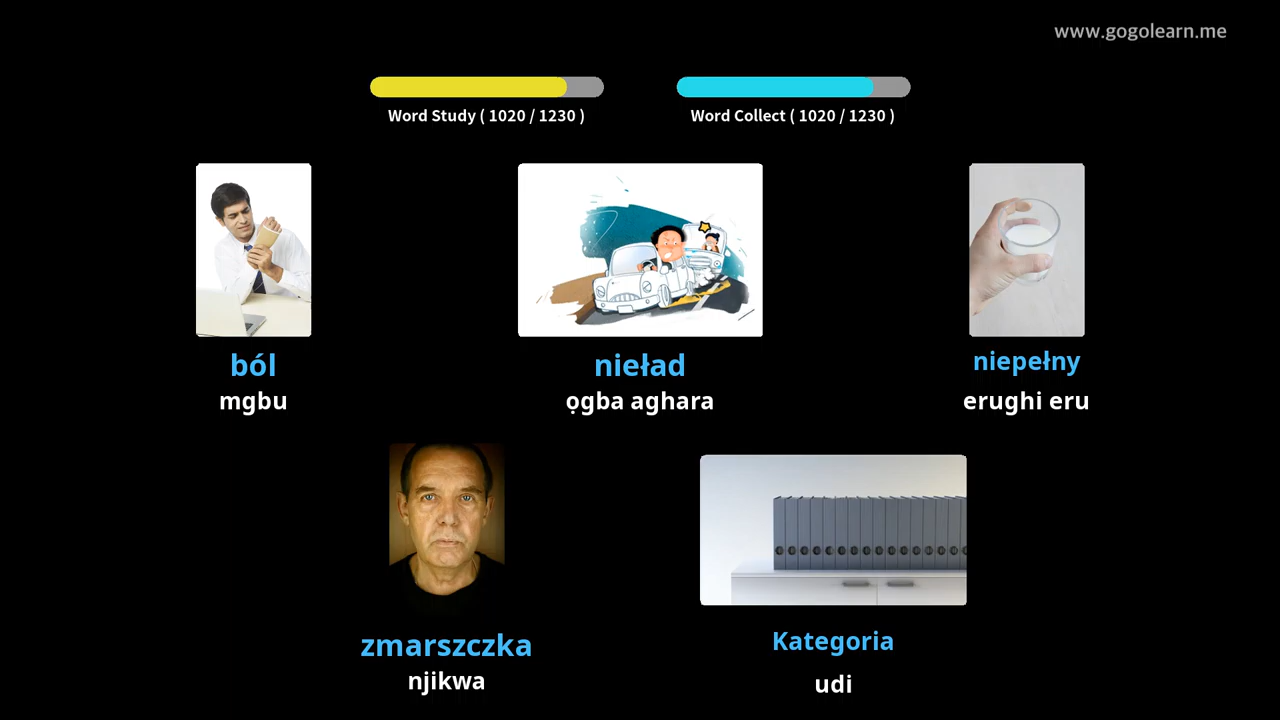 www.gogolearn.me
Word Study ( 1020 / 1230 )
Word Collect ( 1020 / 1230 )
ból
mgbu
nieład
ọgba aghara
niepełny
erughi eru
zmarszczka
njikwa
Kategoria
udi